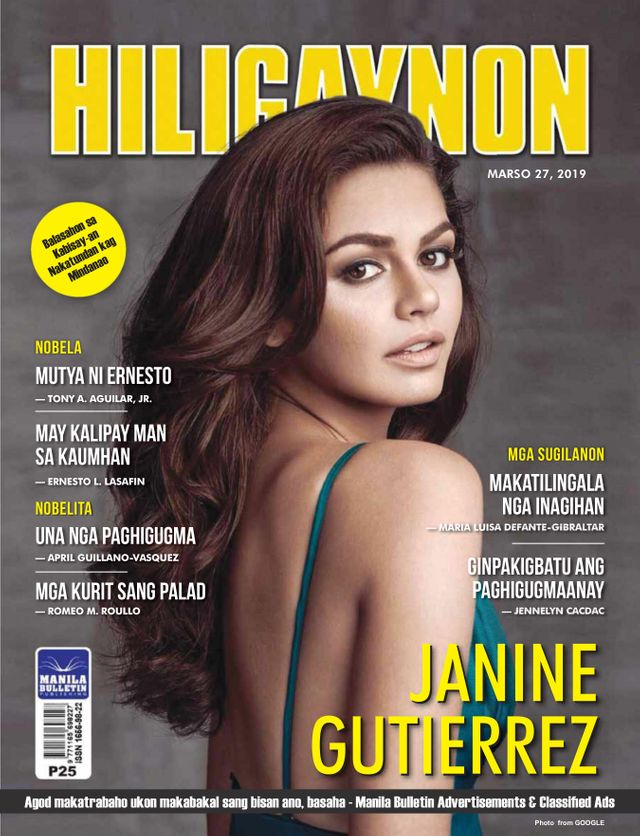 HILIGAYNON
MARSO 27, 2019
Balasahon sa
Kabisay-an
Nakatundan kag
Mindanao
NOBELA
MUTYA NI ERNESTO
— TONY A. AGUILAR, JR.
MAY KALIPAY MAN
SA KAUMHAN
— ERNESTO L. LASAFIN
NOBELITA
UNA NGA PAGHIGUGMA
— APRIL GUILLANO-VASQUEZ
MGA KURIT SANG PALAD
— ROMEO M. ROULLO
MGA SUGILANON
MAKATILINGALA
NGA INAGIHAN
— MARIA LUISA DEFANTE-GIBRALTAR
GINPAKIGBATU ANG
PAGHIGUGMAANAY
— JENNELYN CACDAC
JANINE
GUTIERREZ
MANILA
BULLETIN
PUBLISHING
9 771165 698227
ISSN 1656-98-22
P25
Agod makatrabaho ukon makabakal sang bisan ano, basaha - Manila Bulletin Advertisements & Classified Ads
Photo from GOOGLE